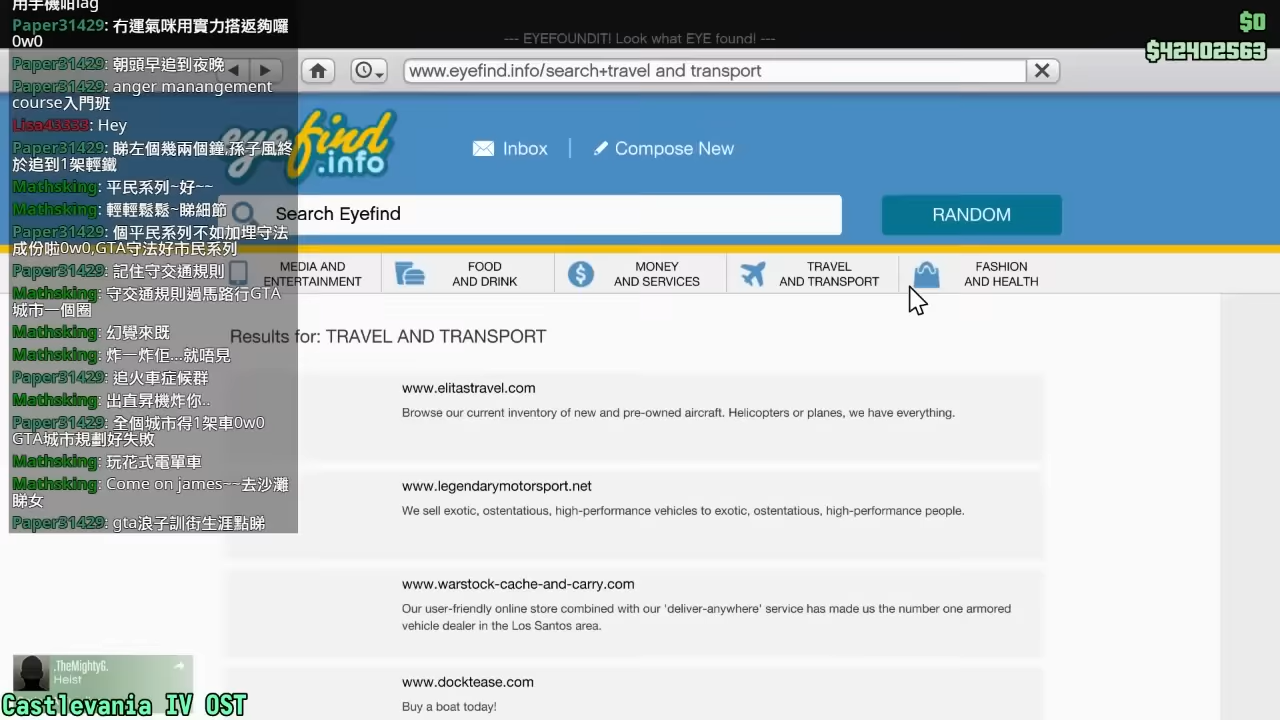 用手機咁lag
Paper31429: 冇運氣咪用實力搭返夠囉
0w0
Paper31429: 朝頭早追到夜晚
Paper31429: anger manangement
course入門班
Lisa43333: Hey
Paper31429: 睇左個幾兩個鐘,孫子風終
於追到1架輕鐵
Mathsking: 平民系列~好~~
Mathsking: 輕輕鬆鬆~睇細節
Paper31429: 個平民系列不如加埋守法
成份啦0w0,GTA守法好市民系列
Paper31429: 記住守交通規則
Mathsking: 守交通規則過馬路行GTA
城市一個圈
Mathsking: 幻覺來既
Mathsking: 炸一炸佢...就唔見
Paper31429: 追火車症候群
Mathsking: 出直昇機炸你..
Paper31429: 全個城市得1架車0w0
GTA城市規劃好失敗
Mathsking: 玩花式電單車
Mathsking: Come on james~~去沙灘
睇女
Paper31429: gta浪子訓街生涯點睇
--- EYEFOUNDIT! Look what EYE found! ---
$0
$42402563
www.eyefind.info/search+travel and transport
eyefind
.info
Inbox
Compose New
Search Eyefind
RANDOM
MEDIA AND
ENTERTAINMENT
FOOD
AND DRINK
MONEY
AND SERVICES
TRAVEL
AND TRANSPORT
FASHION
AND HEALTH
Results for: TRAVEL AND TRANSPORT
www.elitastravel.com
Browse our current inventory of new and pre-owned aircraft. Helicopters or planes, we have everything.
www.legendarymotorsport.net
We sell exotic, ostentatious, high-performance vehicles to exotic, ostentatious, high-performance people.
www.warstock-cache-and-carry.com
Our user-friendly online store combined with our 'deliver-anywhere' service has made us the number one armored
vehicle dealer in the Los Santos area.
www.docktease.com
Buy a boat today!
.TheMightyG.
Heist
Castlevania IV OST